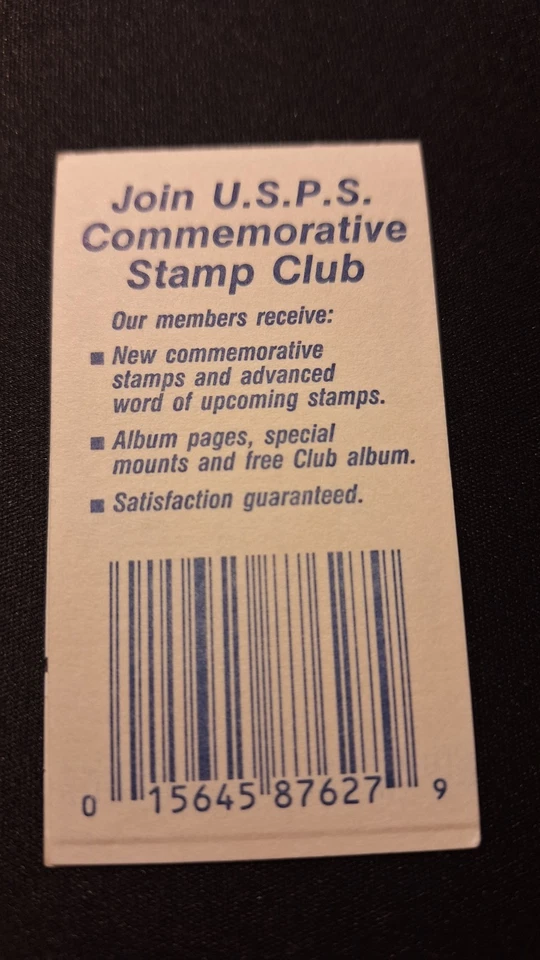 Join U.S.P.S.
Commemorative
Stamp Club
Our members receive:
■ New commemorative
stamps and advanced
word of upcoming stamps.
■ Album pages, special
mounts and free Club album.
■ Satisfaction guaranteed.
0 15645 87627 9